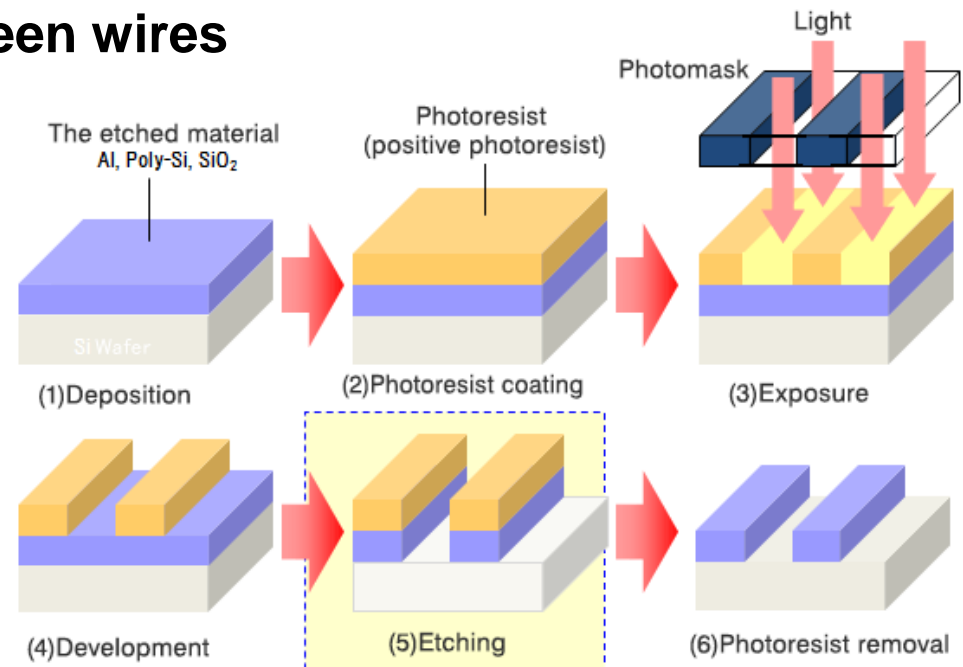 een wires
Light
Photomask
Photoresist
(positive photoresist)
The etched material
Al, Poly-Si, SiO₂
Si Wafer
(1)Deposition
(2)Photoresist coating
(3)Exposure
(4)Development
(5)Etching
(6)Photoresist removal